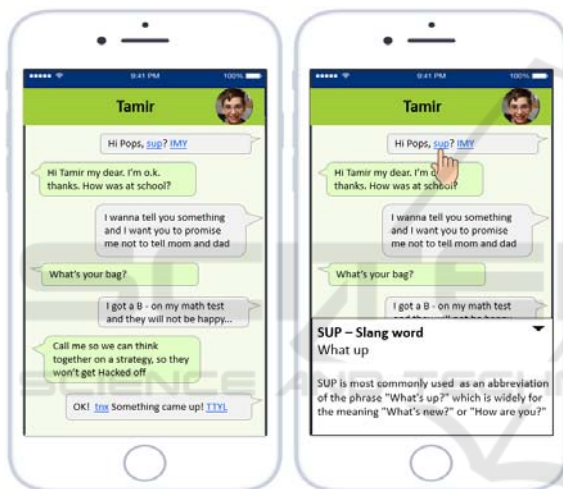 9:41 PM
100%
Tamir
Hi Pops, sup? IMY
Hi Tamir my dear. I'm o.k.
thanks. How was at school?
I wanna tell you something
and I want you to promise
me not to tell mom and dad
What's your bag?
I got a B - on my math test
and they will not be happy...
Call me so we can think
together on a strategy, so they
won't get Hacked off
OK! tnx Something came up! TTYL
9:41 PM
100%
Tamir
Hi Pops, sup? IMY
Hi Tamir my dear. I'm o
thanks. How was at school?
I wanna tell you something
and I want you to promise
me not to tell mom and dad
What's your bag?
I got a B - on my math test
and they will not be happy...
SUP – Slang word
What up
SUP is most commonly used as an abbreviation
of the phrase "What's up?" which is widely for
the meaning "What's new?" or "How are you?"